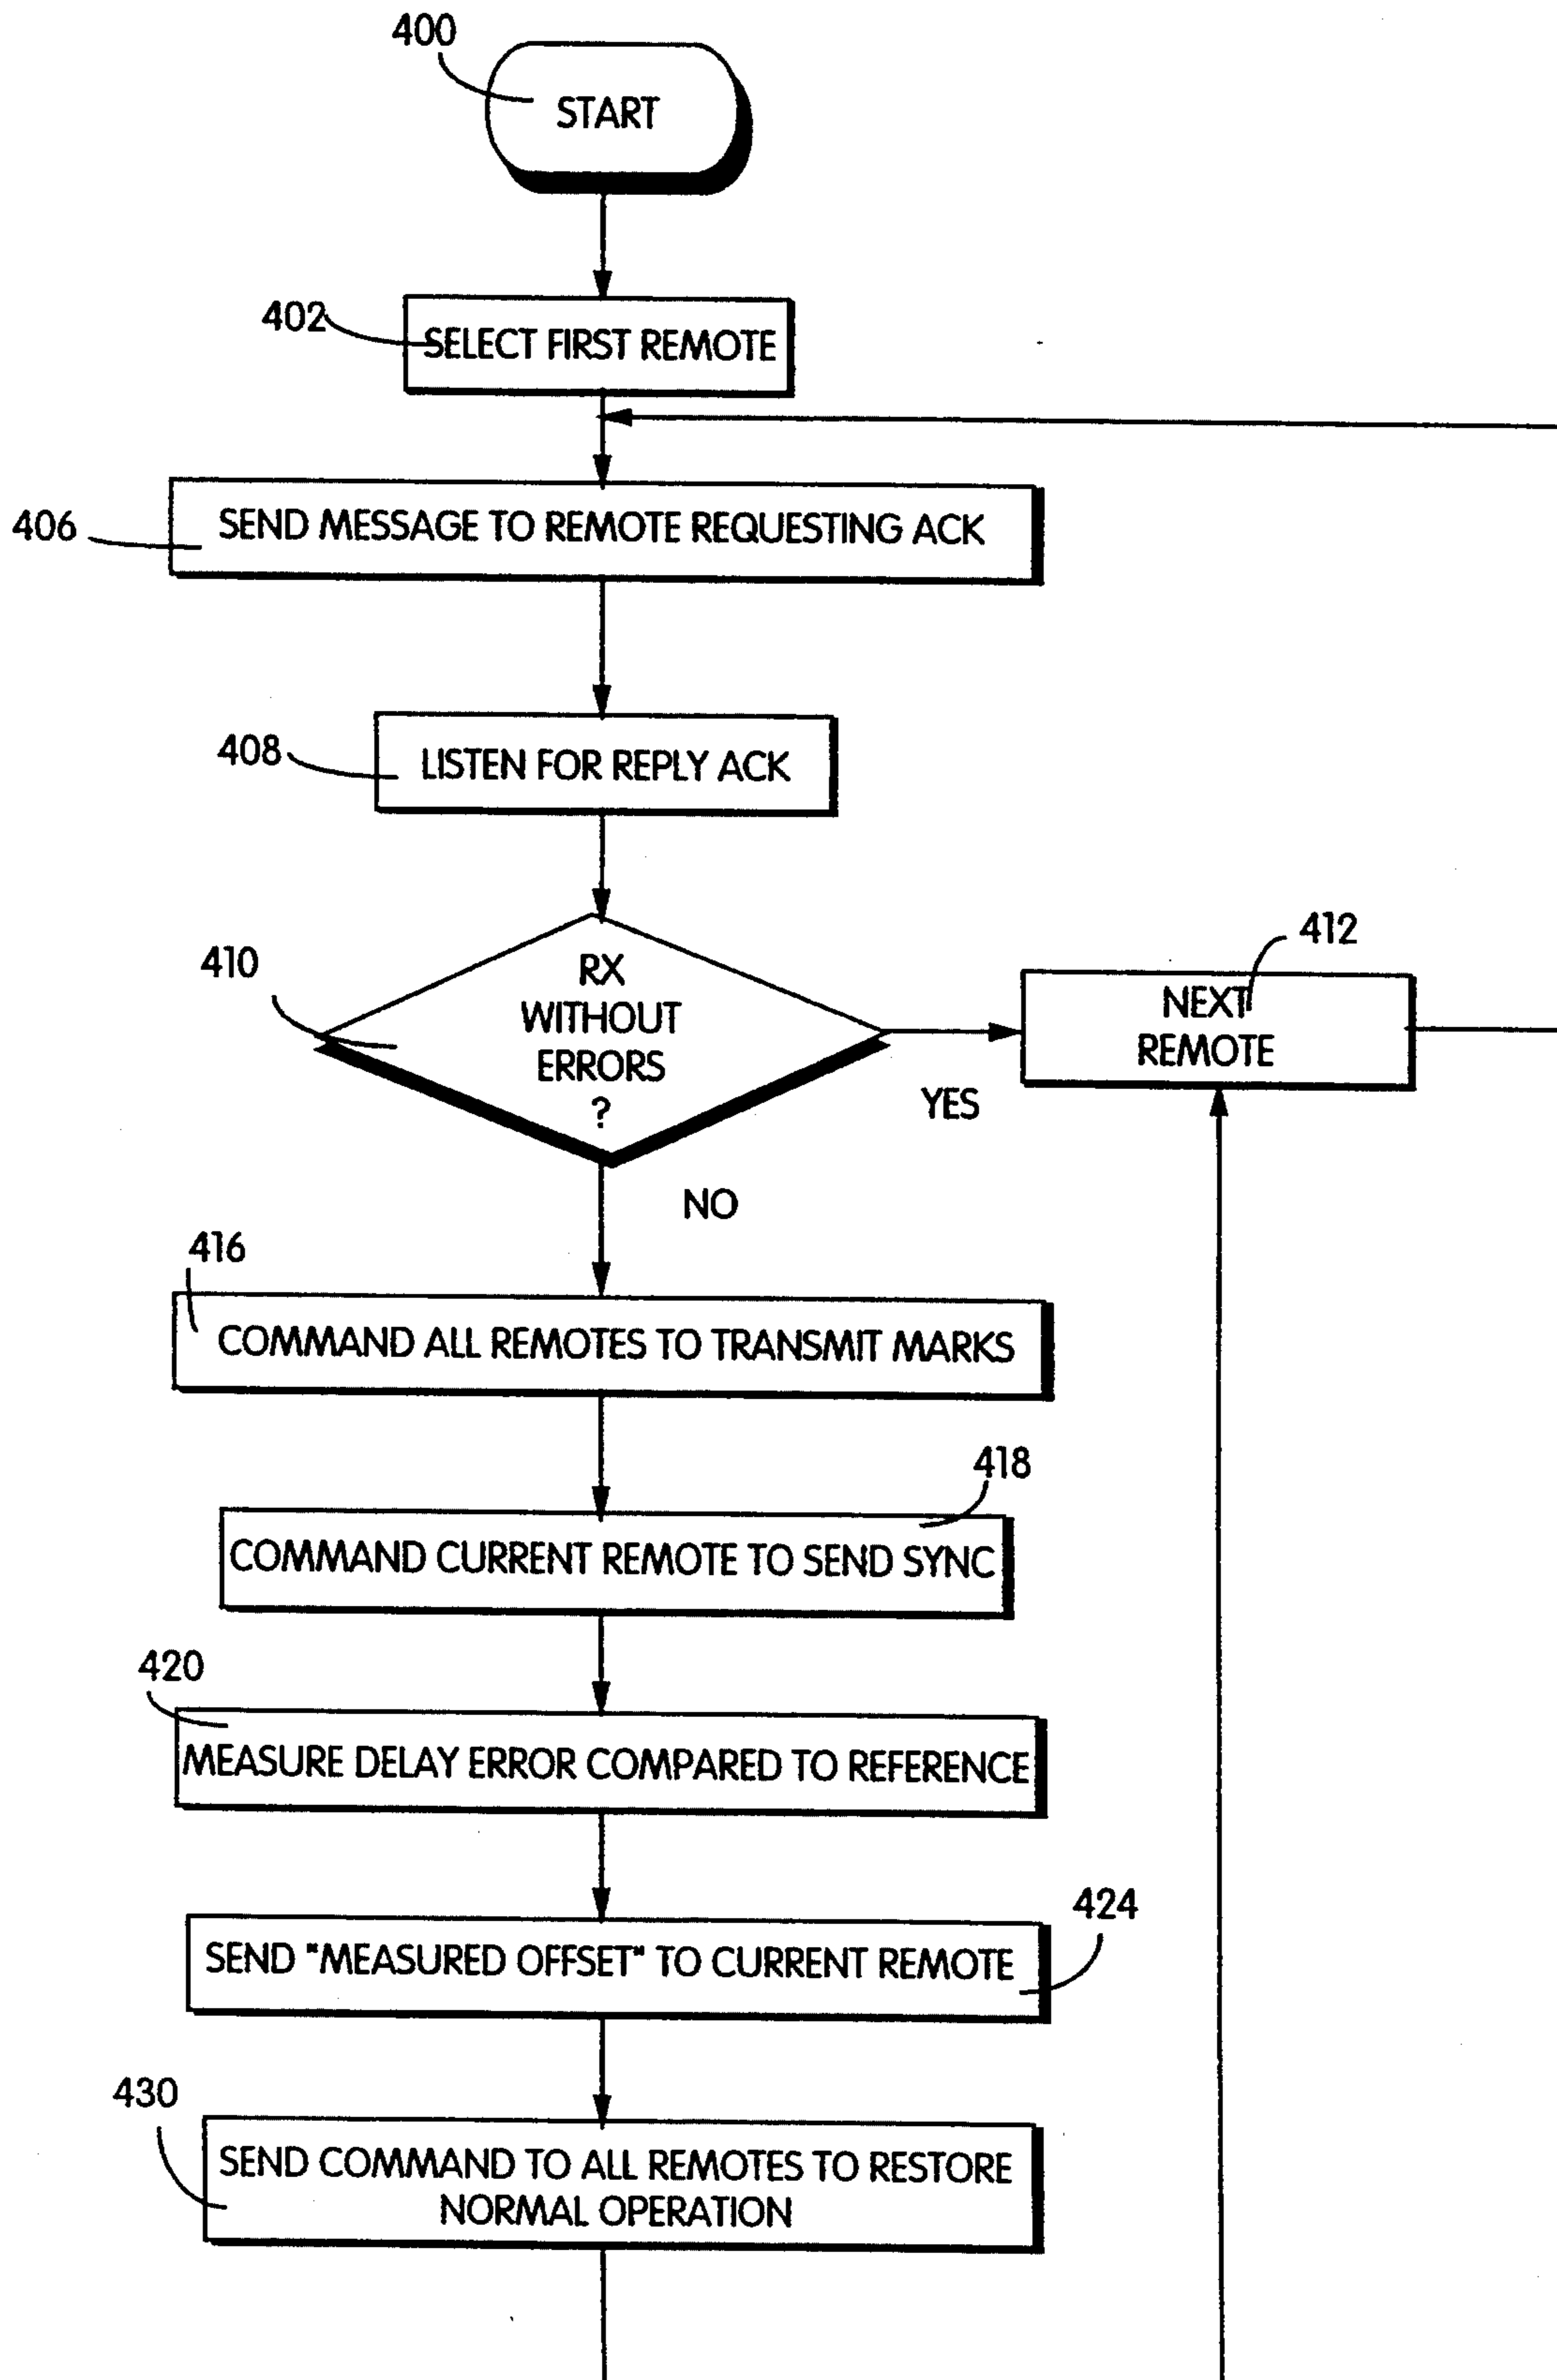 400
START
402
SELECT FIRST REMOTE
406
SEND MESSAGE TO REMOTE REQUESTING ACK
408
LISTEN FOR REPLY ACK
410
RX
WITHOUT
ERRORS
?
YES
412
NEXT
REMOTE
NO
416
COMMAND ALL REMOTES TO TRANSMIT MARKS
418
COMMAND CURRENT REMOTE TO SEND SYNC
420
MEASURE DELAY ERROR COMPARED TO REFERENCE
424
SEND "MEASURED OFFSET" TO CURRENT REMOTE
430
SEND COMMAND TO ALL REMOTES TO RESTORE
NORMAL OPERATION